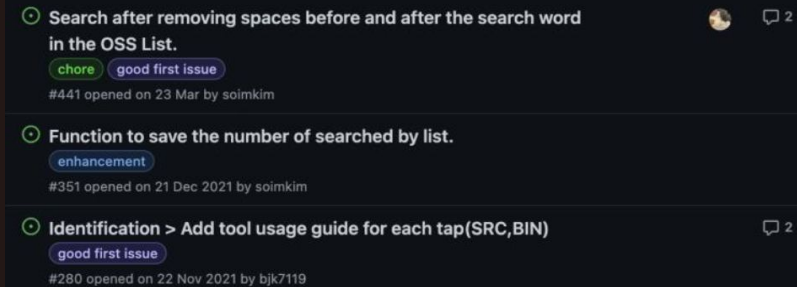 Search after removing spaces before and after the search word
2
in the OSS List.
chore good first issue
#441 opened on 23 Mar by soimkim
Function to save the number of searched by list.
enhancement
#351 opened on 21 Dec 2021 by soimkim
Identification > Add tool usage guide for each tap(SRC,BIN)
2
good first issue
#280 opened on 22 Nov 2021 by bjk7119